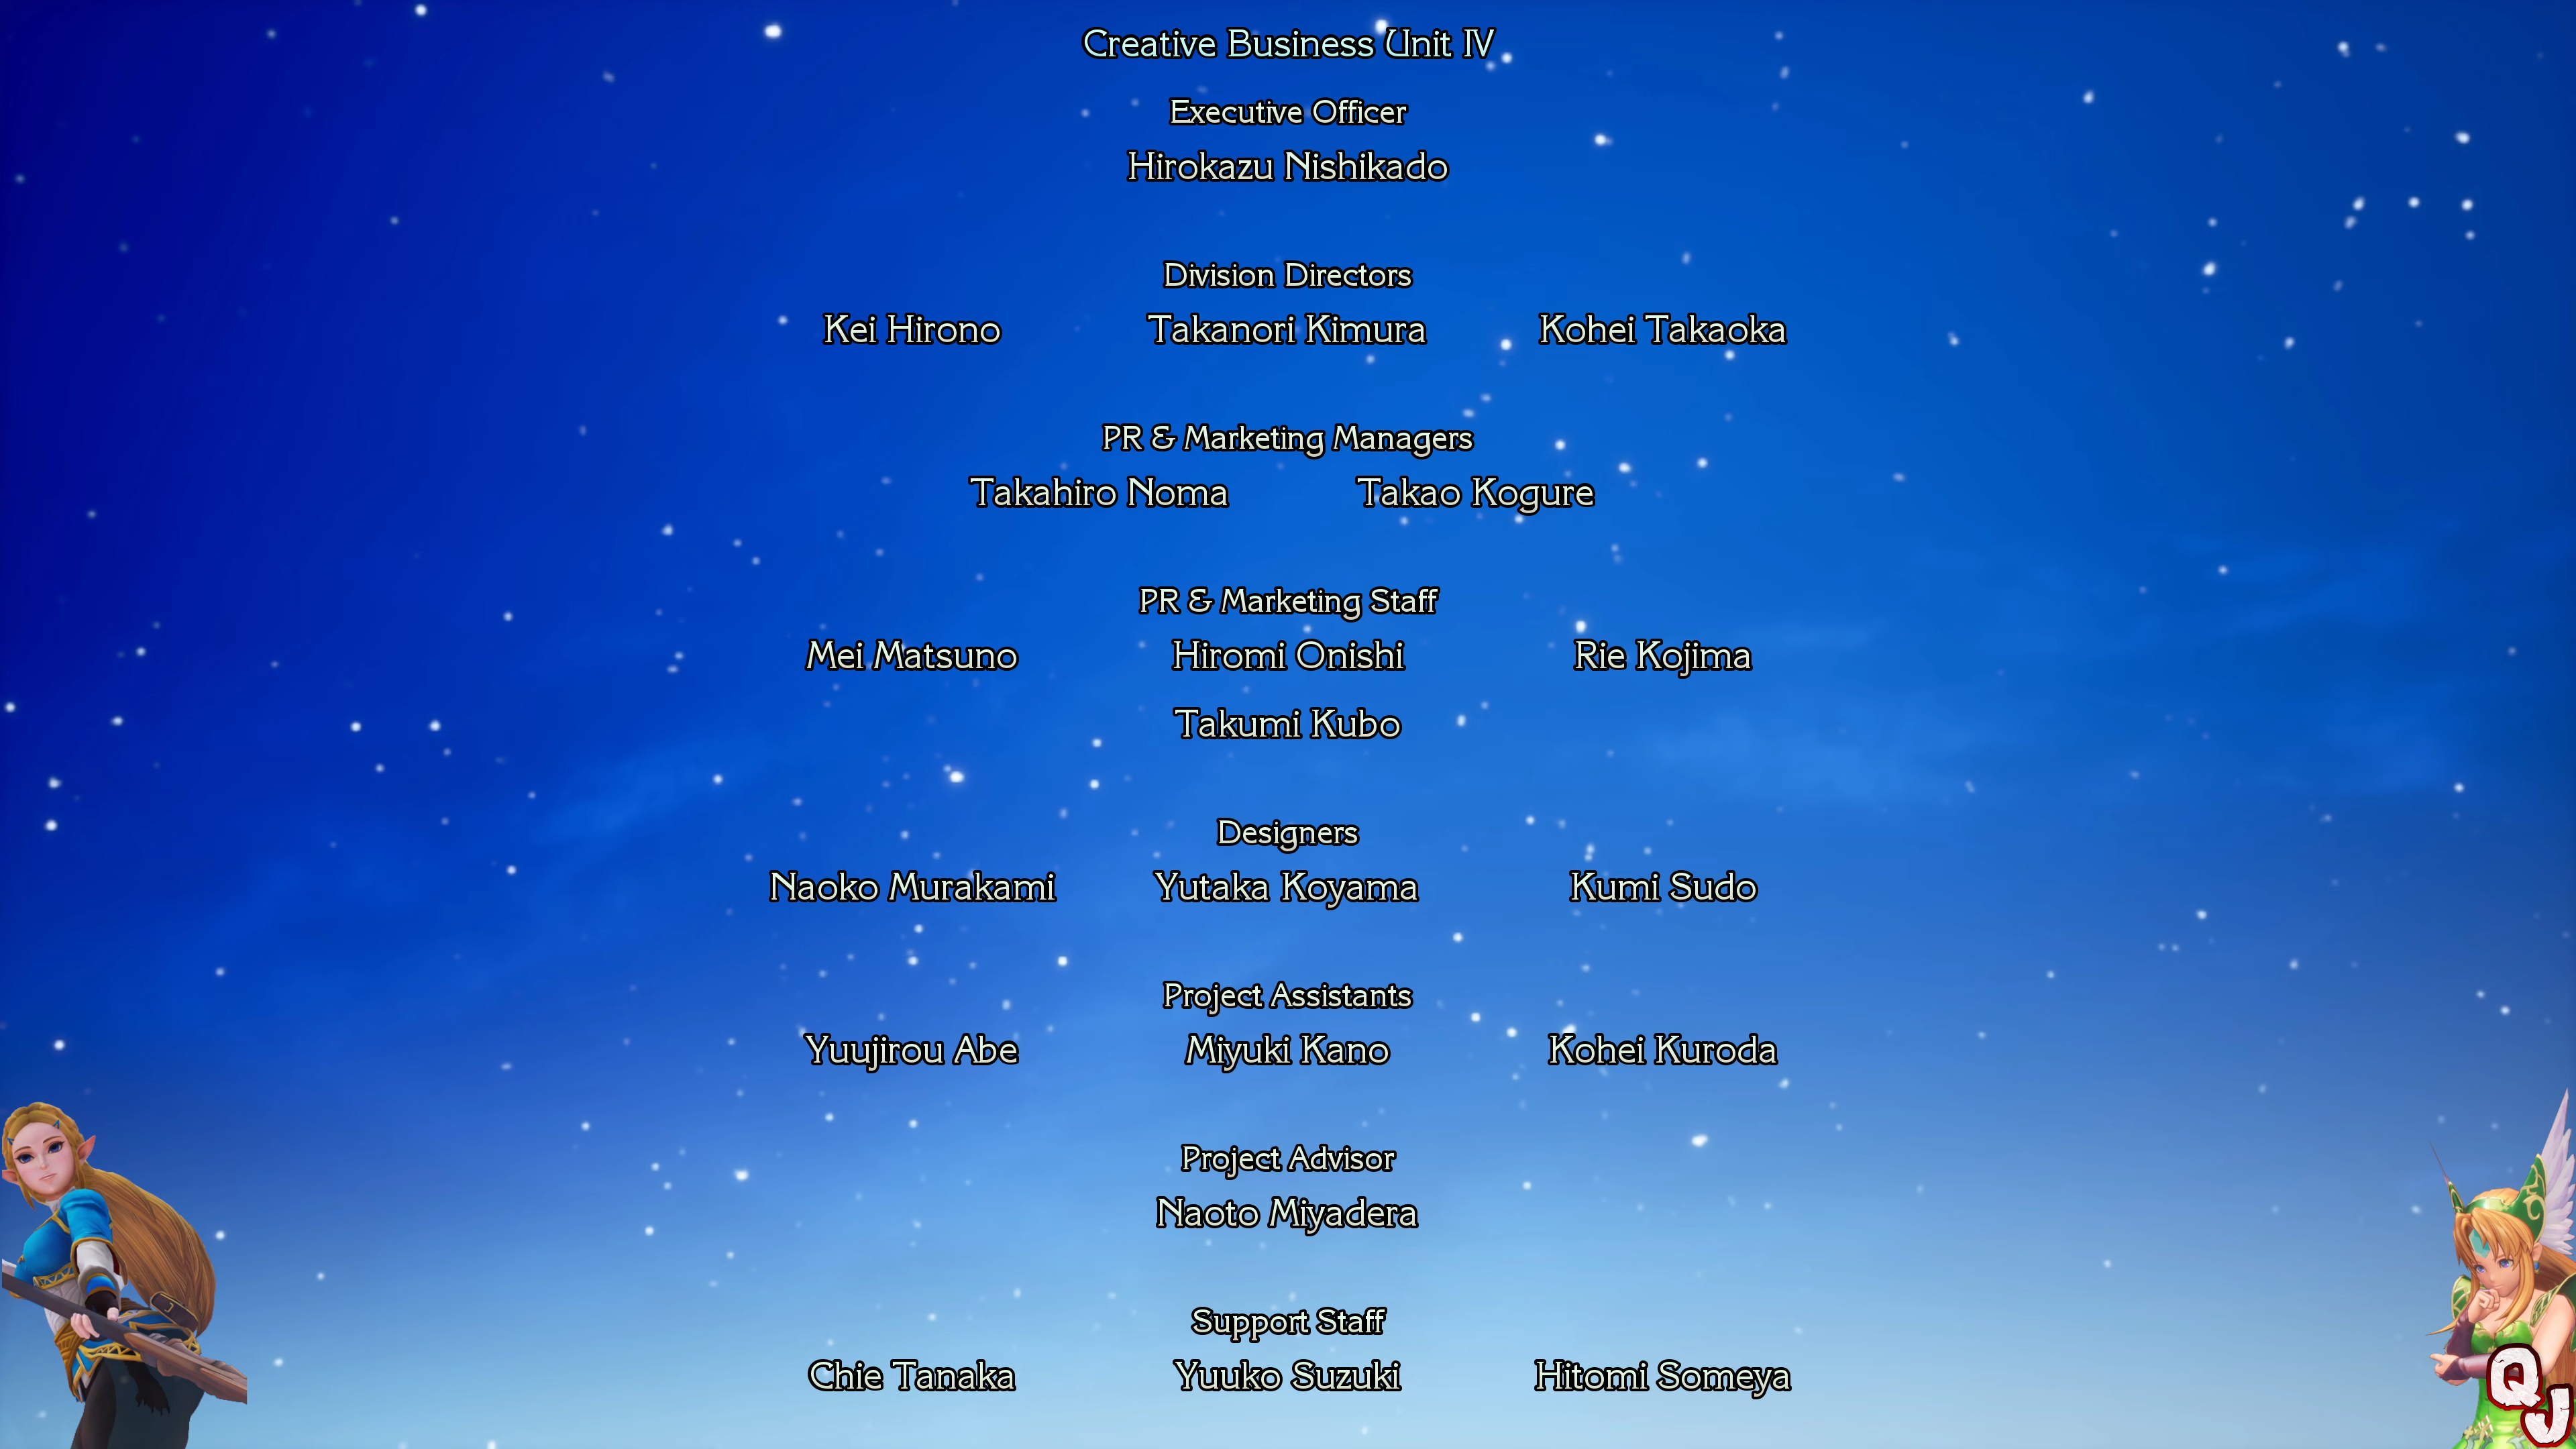 Creative Business Unit IV
Executive Officer
Hirokazu Nishikado
Division Directors
Kei Hirono Takanori Kimura Kohei Takaoka
PR & Marketing Managers
Takahiro Noma Takao Kogure
PR & Marketing Staff
Mei Matsuno Hiromi Onishi Rie Kojima
Takumi Kubo
Designers
Naoko Murakami Yutaka Koyama Kumi Sudo
Project Assistants
Yuujirou Abe Miyuki Kano Kohei Kuroda
Project Advisor
Naoto Miyadera
Support Staff
Chie Tanaka Yuuko Suzuki Hitomi Someya
QJ